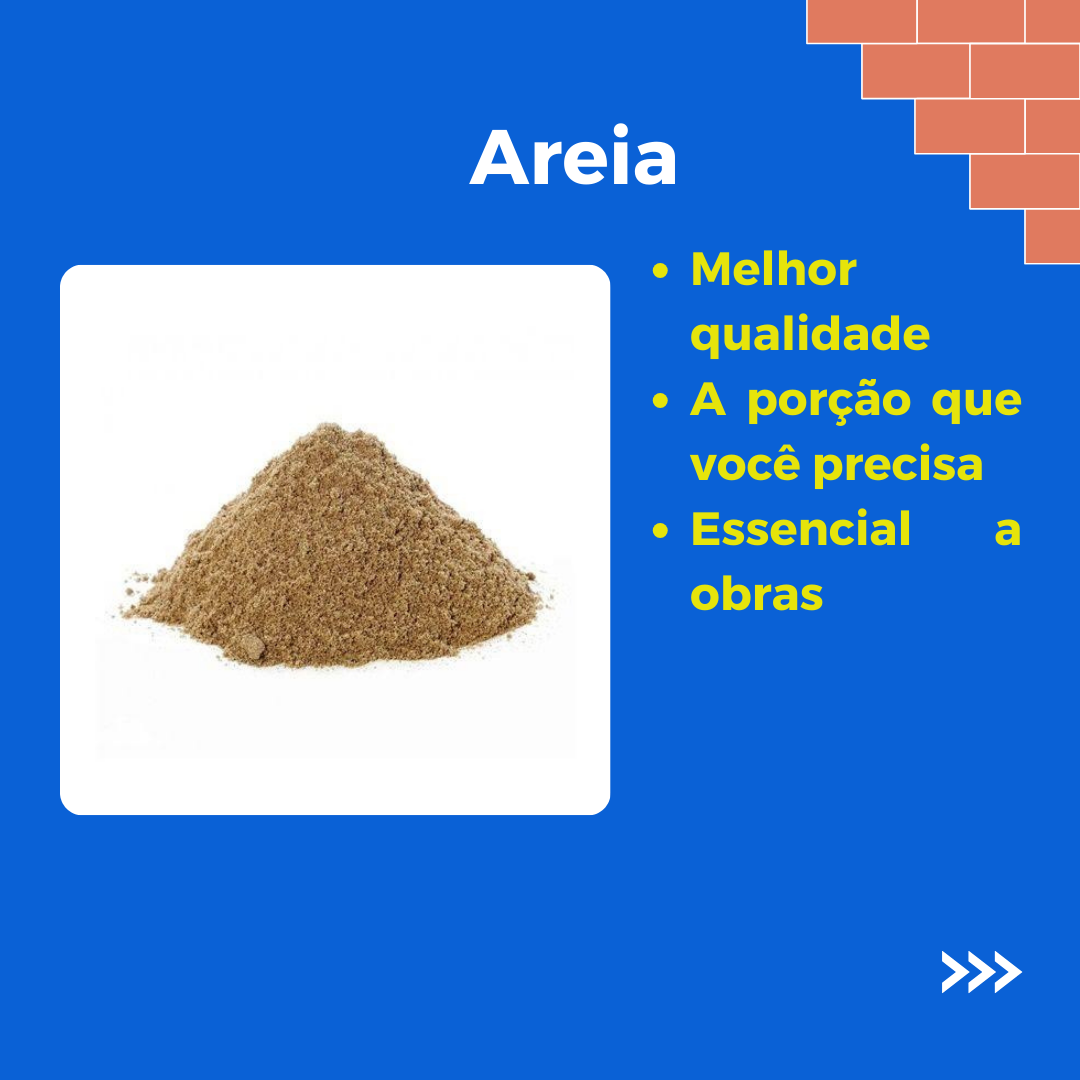 Areia
Melhor
qualidade
A porção que
você precisa
Essencial a
obras